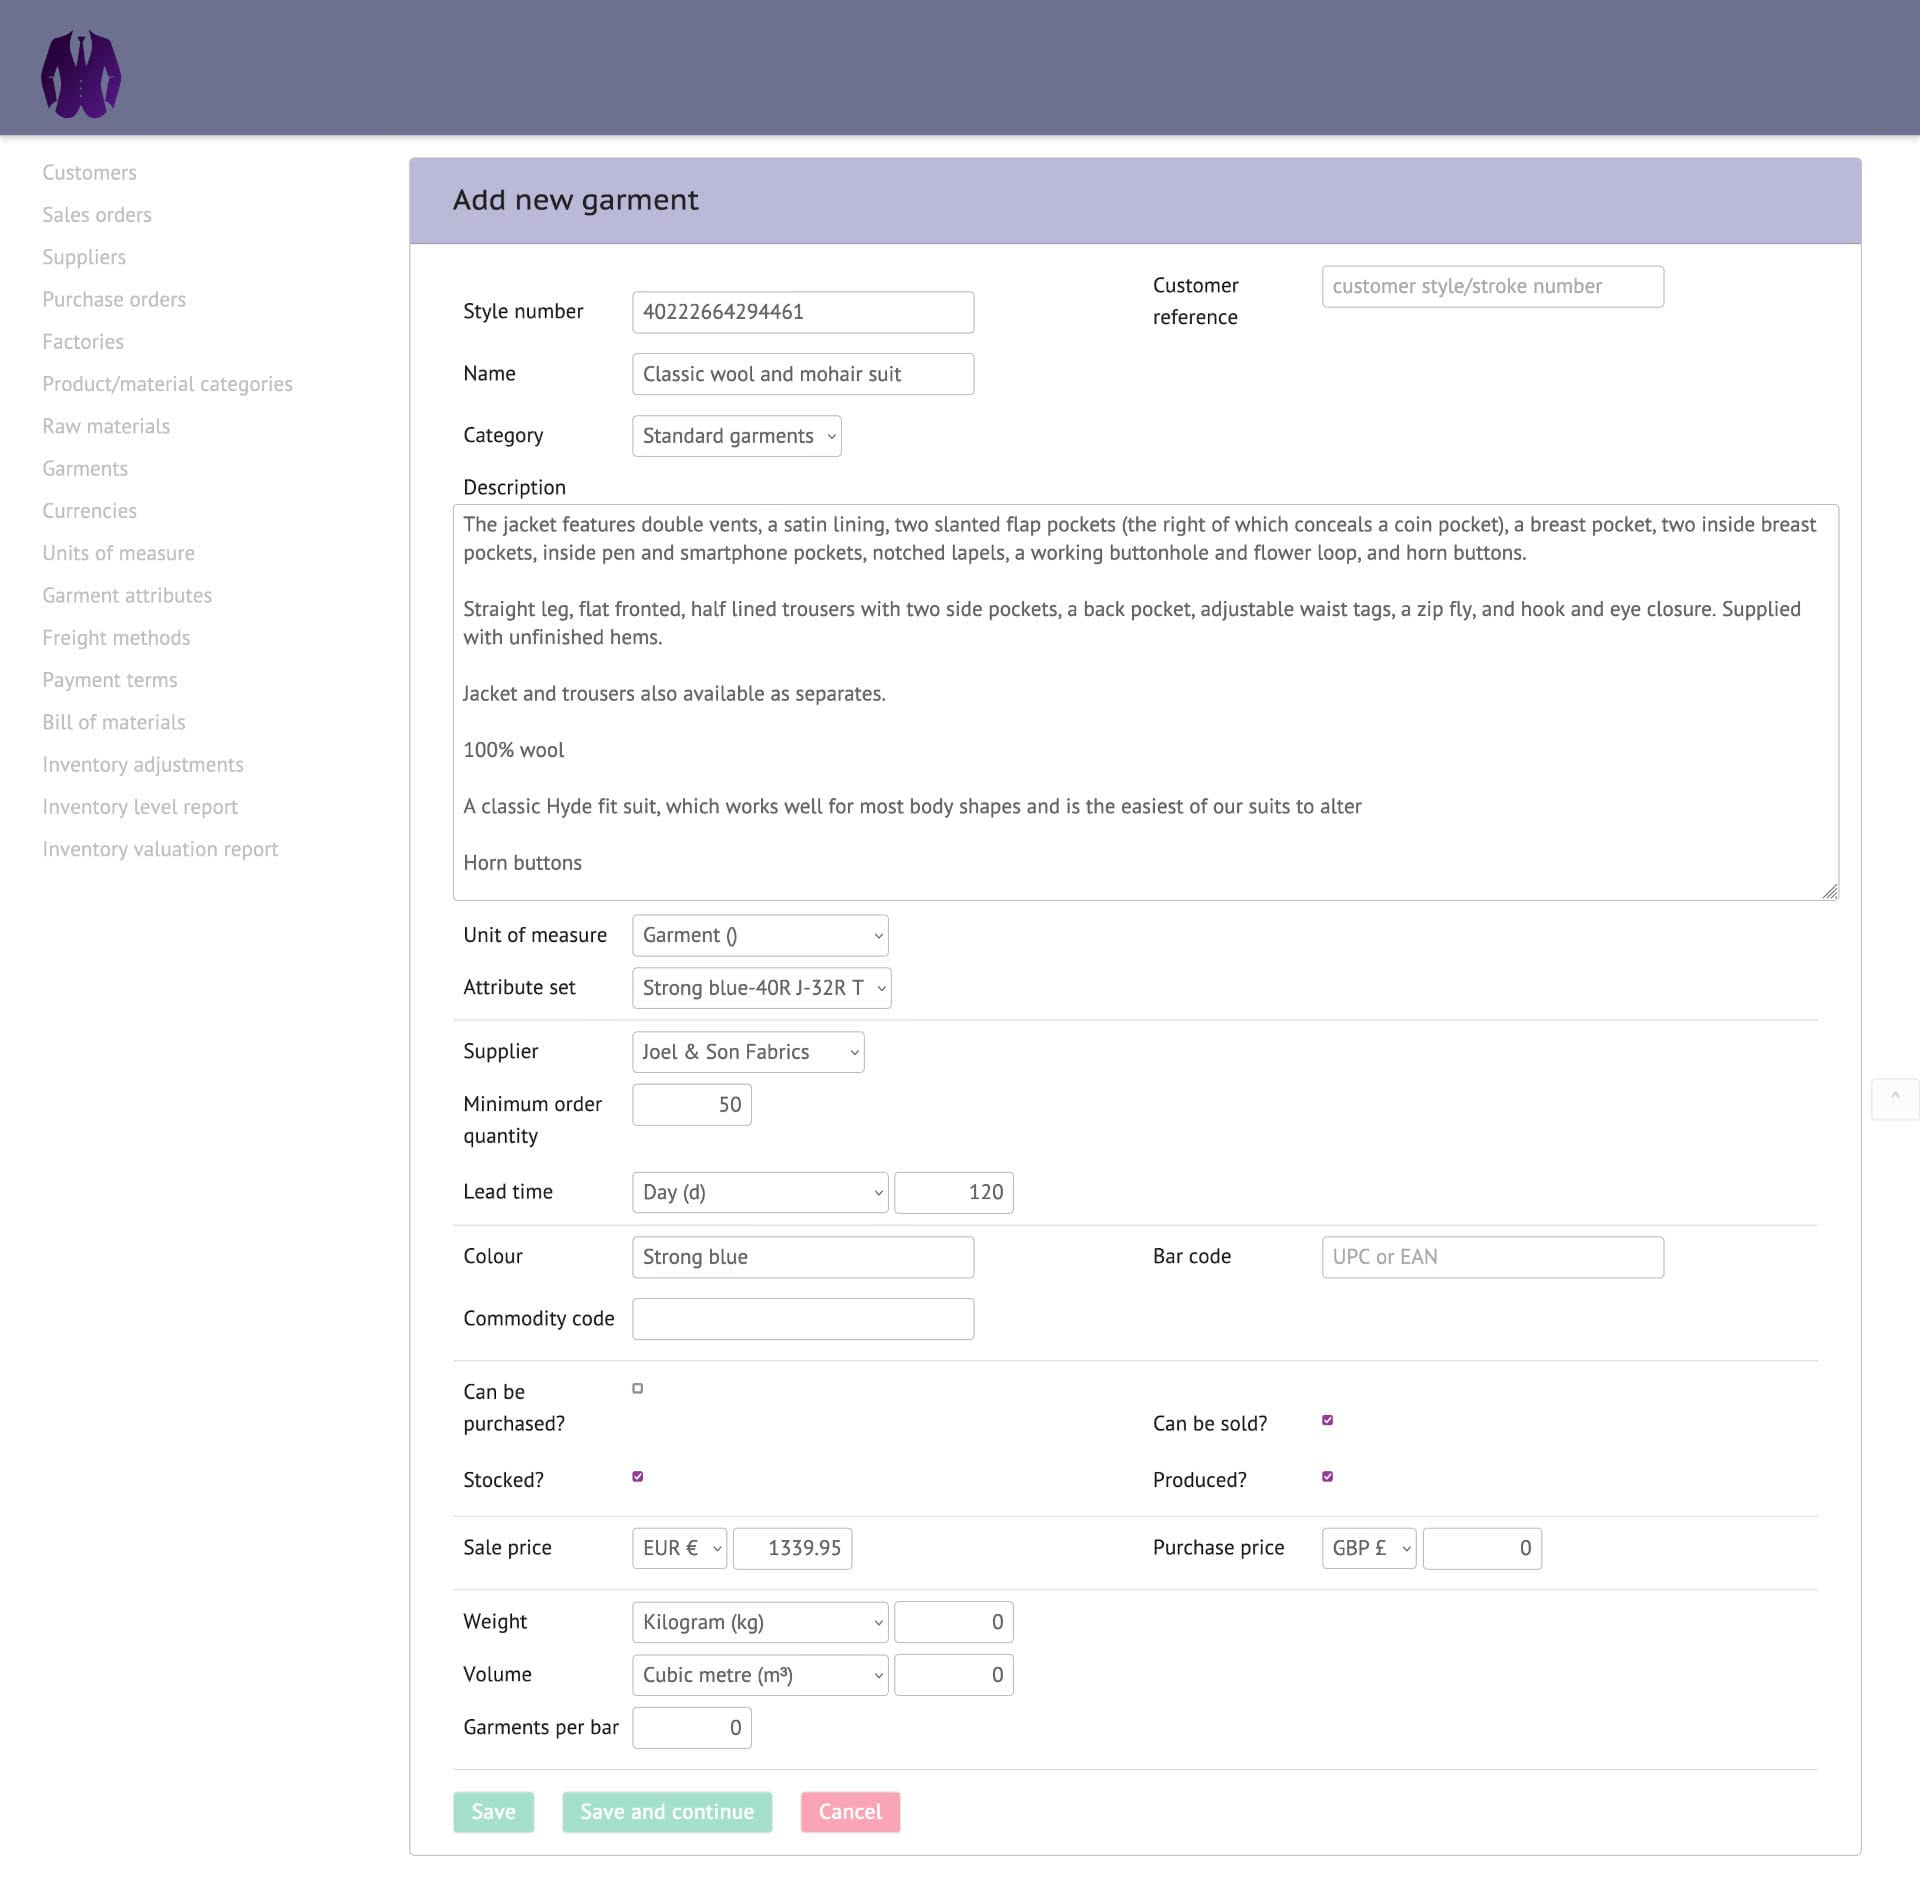 Customers
Sales orders
Suppliers
Purchase orders
Factories
Product/material categories
Raw materials
Garments
Currencies
Units of measure
Garment attributes
Freight methods
Payment terms
Bill of materials
Inventory adjustments
Inventory level report
Inventory valuation report
Add new garment
Style number 40222664294461
Customer reference customer style/stroke number
Name Classic wool and mohair suit
Category Standard garments
Description
The jacket features double vents, a satin lining, two slanted flap pockets (the right of which conceals a coin pocket), a breast pocket, two inside breast
pockets, inside pen and smartphone pockets, notched lapels, a working buttonhole and flower loop, and horn buttons.
Straight leg, flat fronted, half lined trousers with two side pockets, a back pocket, adjustable waist tags, a zip fly, and hook and eye closure. Supplied
with unfinished hems.
Jacket and trousers also available as separates.
100% wool
A classic Hyde fit suit, which works well for most body shapes and is the easiest of our suits to alter
Horn buttons
Unit of measure Garment ()
Attribute set Strong blue-40R J-32R T
Supplier Joel & Son Fabrics
Minimum order quantity 50
Lead time Day (d) 120
Colour Strong blue
Bar code UPC or EAN
Commodity code
Can be purchased?
Can be sold?
Stocked?
Produced?
Sale price EUR € 1339.95
Purchase price GBP £ 0
Weight Kilogram (kg) 0
Volume Cubic metre (m³) 0
Garments per bar 0
Save Save and continue Cancel
^